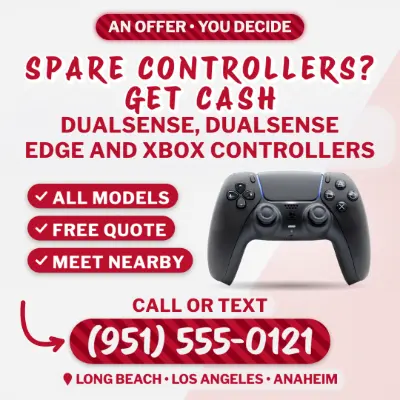 AN OFFER • YOU DECIDE
SPARE CONTROLLERS?
GET CASH
DUALSENSE, DUALSENSE
EDGE AND XBOX CONTROLLERS
ALL MODELS
FREE QUOTE
MEET NEARBY
CALL OR TEXT
(951) 555-0121
LONG BEACH • LOS ANGELES • ANAHEIM